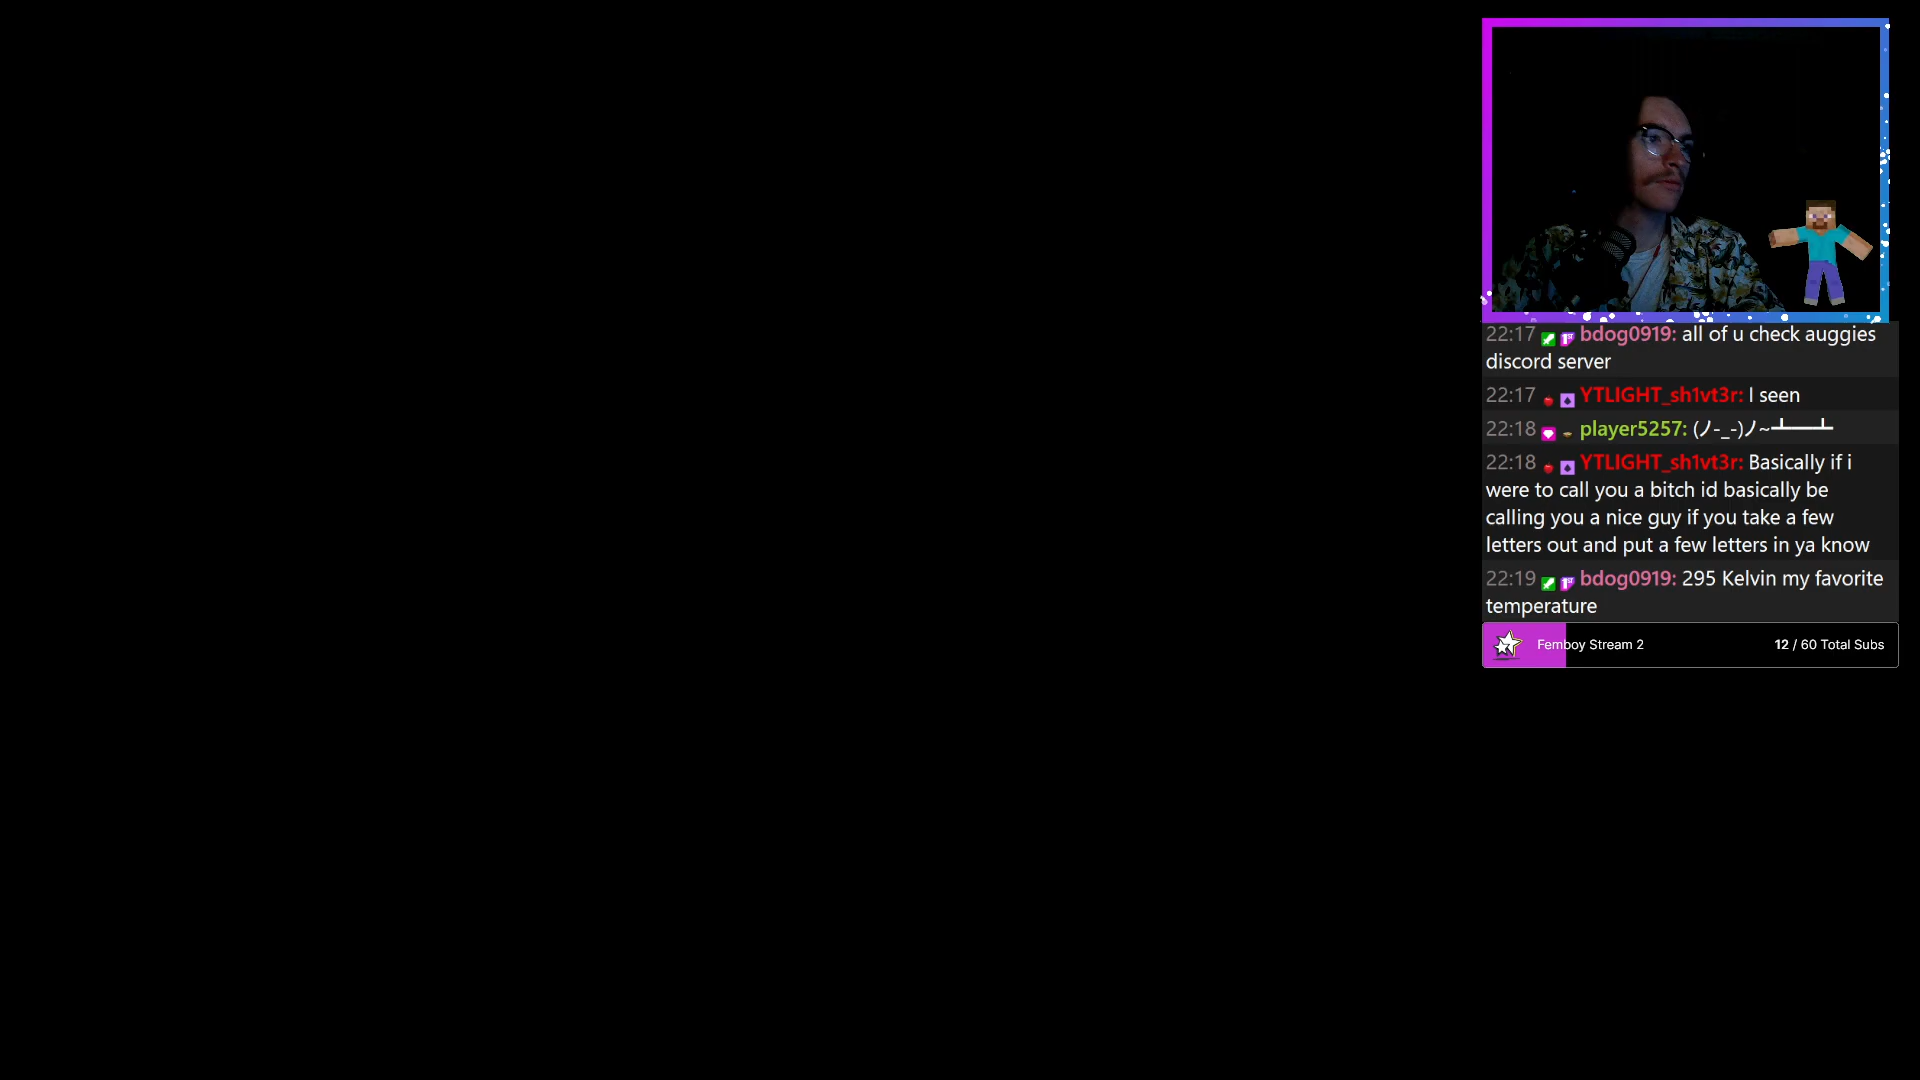 22:17 bdog0919: all of u check auggies
discord server
22:17 YTLIGHT_sh1vt3r: I seen
22:18 player5257: (ノ-_-)ノ~┻━┻
22:18 YTLIGHT_sh1vt3r: Basically if i
were to call you a bitch id basically be
calling you a nice guy if you take a few
letters out and put a few letters in ya know
22:19 bdog0919: 295 Kelvin my favorite
temperature
Femboy Stream 2 12 / 60 Total Subs